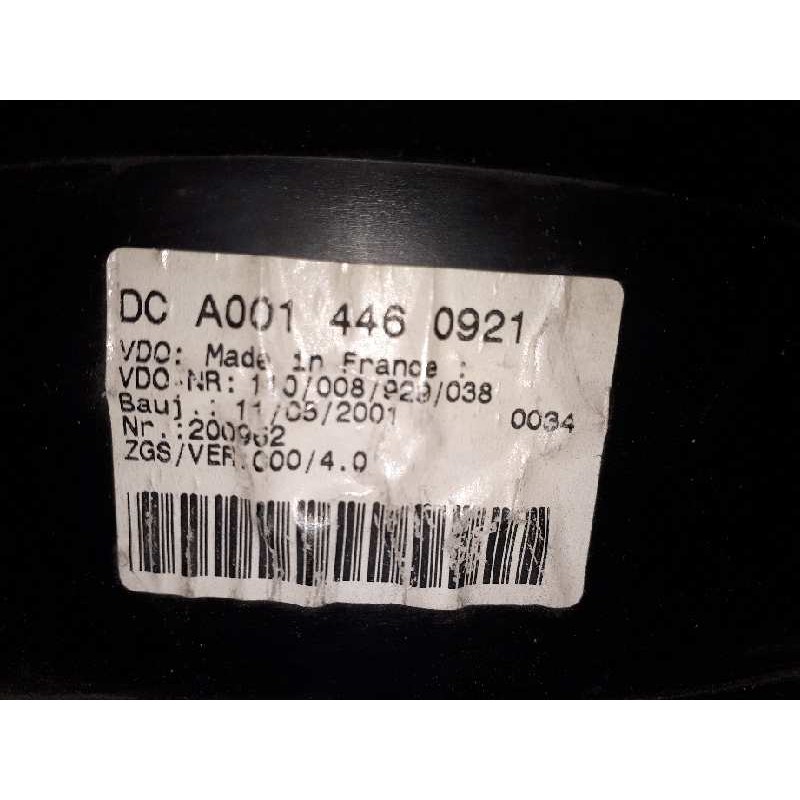 DC A001 446 0921
VDO: Made in France :
VDO-NR: 110/008/929/038
Bauj.: 11/05/2001 0034
Nr.:200962
ZGS/VER.000/4.0